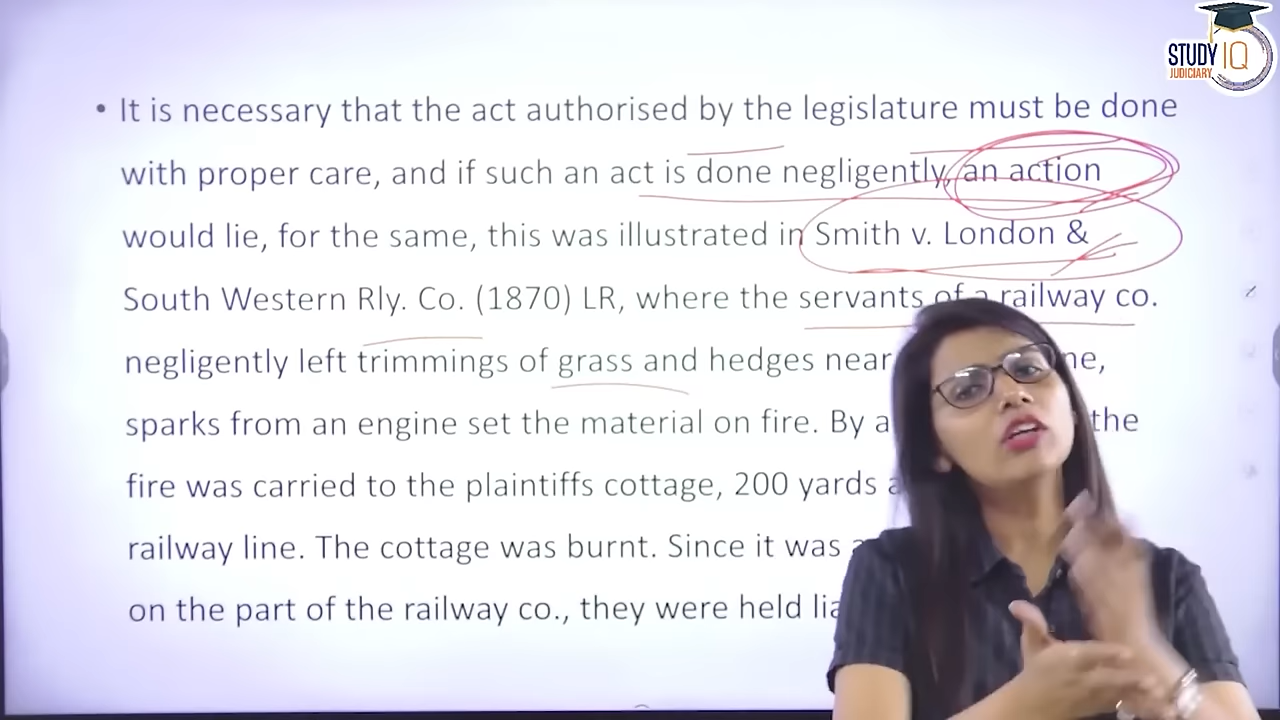 STUDY IQ
JUDICIARY
• It is necessary that the act authorised by the legislature must be done
with proper care, and if such an act is done negligently, an action
would lie, for the same, this was illustrated in Smith v. London &
South Western Rly. Co. (1870) LR, where the servants of a railway co.
negligently left trimmings of grass and hedges near
sparks from an engine set the material on fire. By a the
fire was carried to the plaintiffs cottage, 200 yards
railway line. The cottage was burnt. Since it was
on the part of the railway co., they were held